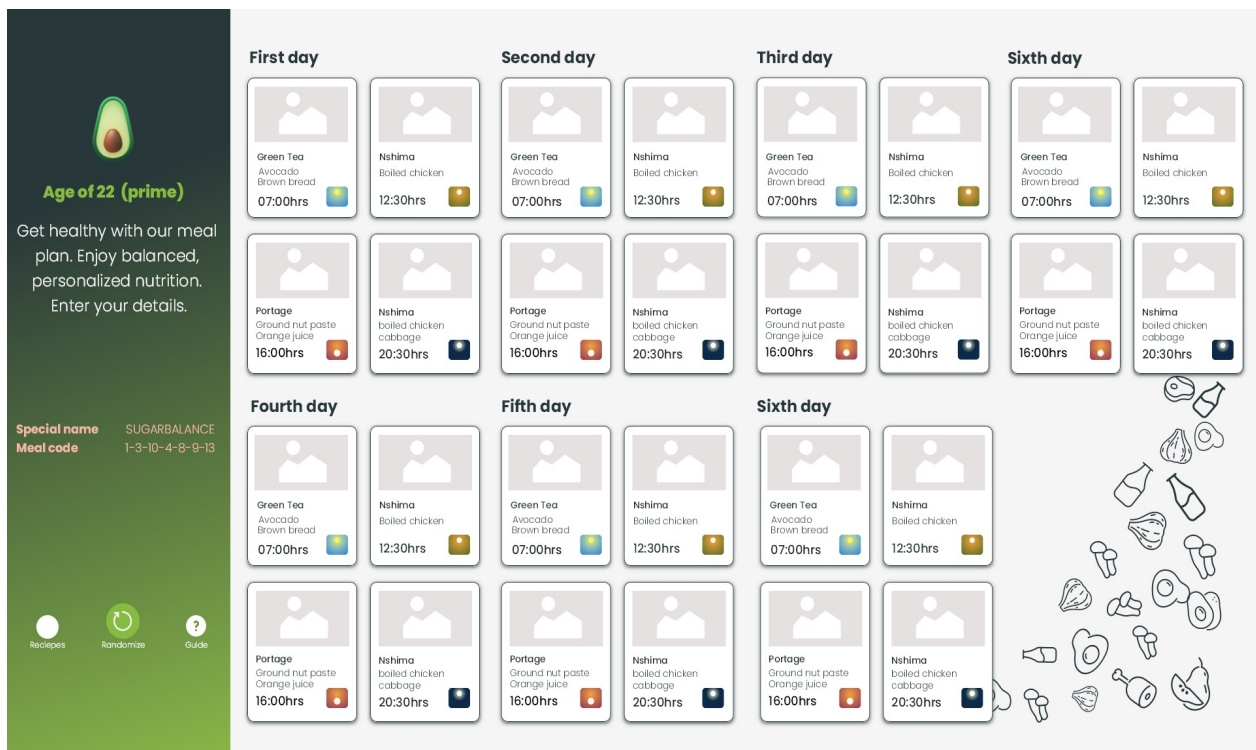 Age of 22 (prime)
Get healthy with our meal
plan. Enjoy balanced,
personalized nutrition.
Enter your details.
Special name SUGARBALANCE
Meal code 1-3-10-4-8-9-13
Reciepes
Randomize
Guide
?
First day
Green Tea
Avocado
Brown bread
07:00hrs
Nshima
Boiled chicken
12:30hrs
Portage
Ground nut paste
Orange juice
16:00hrs
Nshima
boiled chicken
cabbage
20:30hrs
Second day
Green Tea
Avocado
Brown bread
07:00hrs
Nshima
Boiled chicken
12:30hrs
Portage
Ground nut paste
Orange juice
16:00hrs
Nshima
boiled chicken
cabbage
20:30hrs
Third day
Green Tea
Avocado
Brown bread
07:00hrs
Nshima
Boiled chicken
12:30hrs
Portage
Ground nut paste
Orange juice
16:00hrs
Nshima
boiled chicken
cabbage
20:30hrs
Sixth day
Green Tea
Avocado
Brown bread
07:00hrs
Nshima
Boiled chicken
12:30hrs
Portage
Ground nut paste
Orange juice
16:00hrs
Nshima
boiled chicken
cabbage
20:30hrs
Fourth day
Green Tea
Avocado
Brown bread
07:00hrs
Nshima
Boiled chicken
12:30hrs
Portage
Ground nut paste
Orange juice
16:00hrs
Nshima
boiled chicken
cabbage
20:30hrs
Fifth day
Green Tea
Avocado
Brown bread
07:00hrs
Nshima
Boiled chicken
12:30hrs
Portage
Ground nut paste
Orange juice
16:00hrs
Nshima
boiled chicken
cabbage
20:30hrs
Sixth day
Green Tea
Avocado
Brown bread
07:00hrs
Nshima
Boiled chicken
12:30hrs
Portage
Ground nut paste
Orange juice
16:00hrs
Nshima
boiled chicken
cabbage
20:30hrs